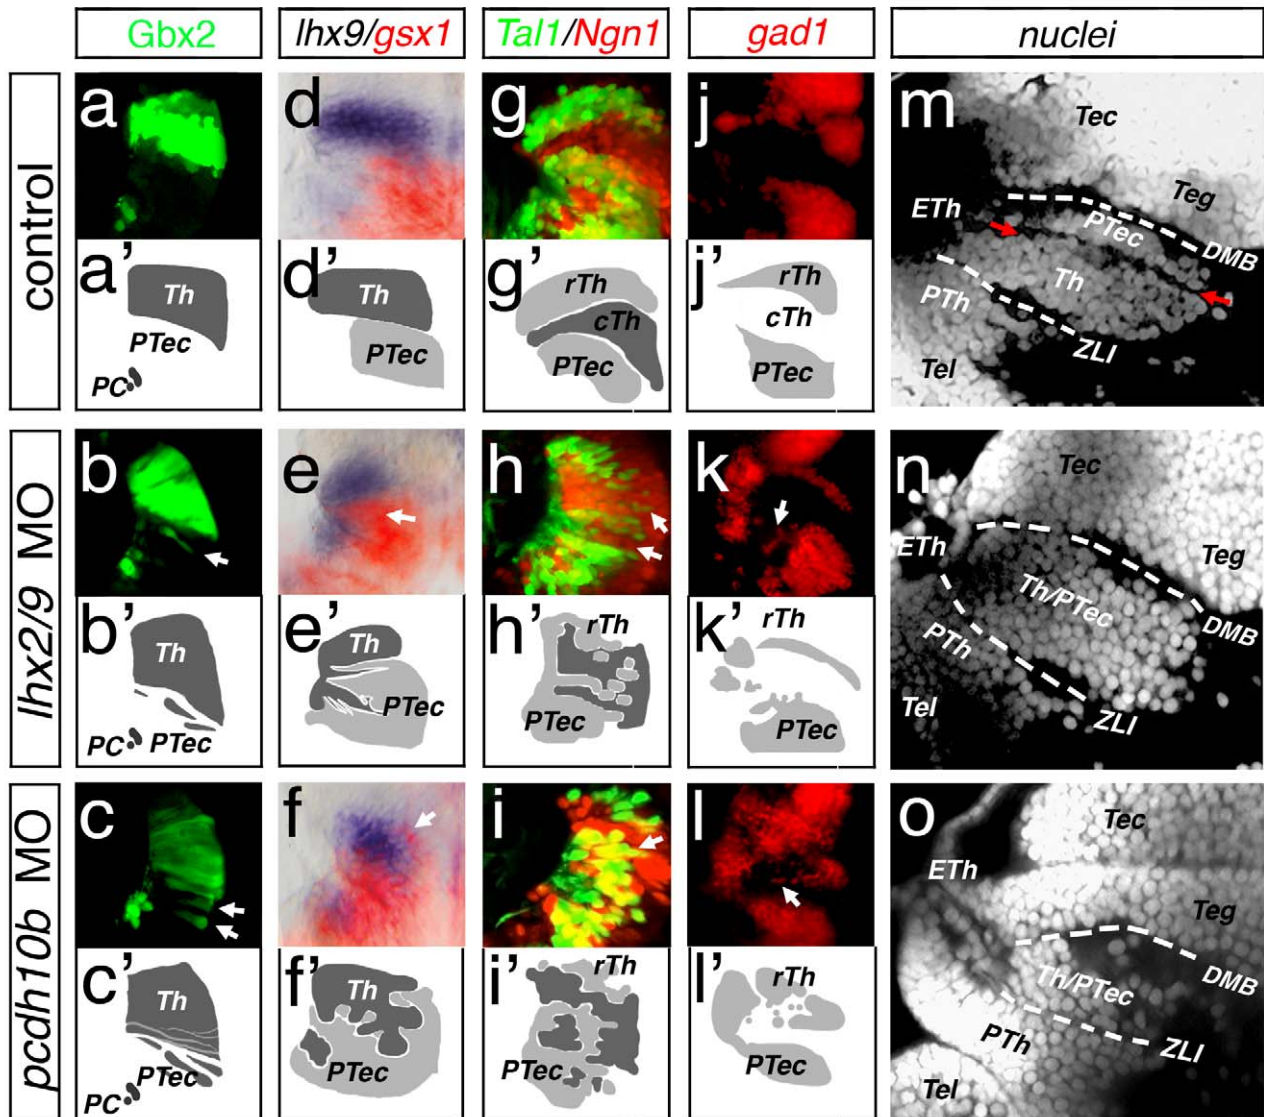 Gbx2 lhx9/gsx1 Tal1/Ngn1 gad1 nuclei
control
a d g j m
Tec
Teg
ETh
PTec
DMB
Th
PTh
ZLI
Tel
a' d' g' j'
Th
PTec
PC
Th
PTec
rTh
cTh
PTec
rTh
cTh
PTec
lhx2/9 MO
b e h k n
Tec
Teg
ETh
Th/PTec
DMB
PTh
ZLI
Tel
b' e' h' k'
Th
PC PTec
Th
PTec
rTh
PTec
rTh
PTec
pcdh10b MO
c f i l o
Tec
ETh
Teg
DMB
Th/PTec
ZLI
PTh
Tel
c' f' i' l'
Th
PTec
PC
Th
PTec
rTh
PTec
rTh
PTec